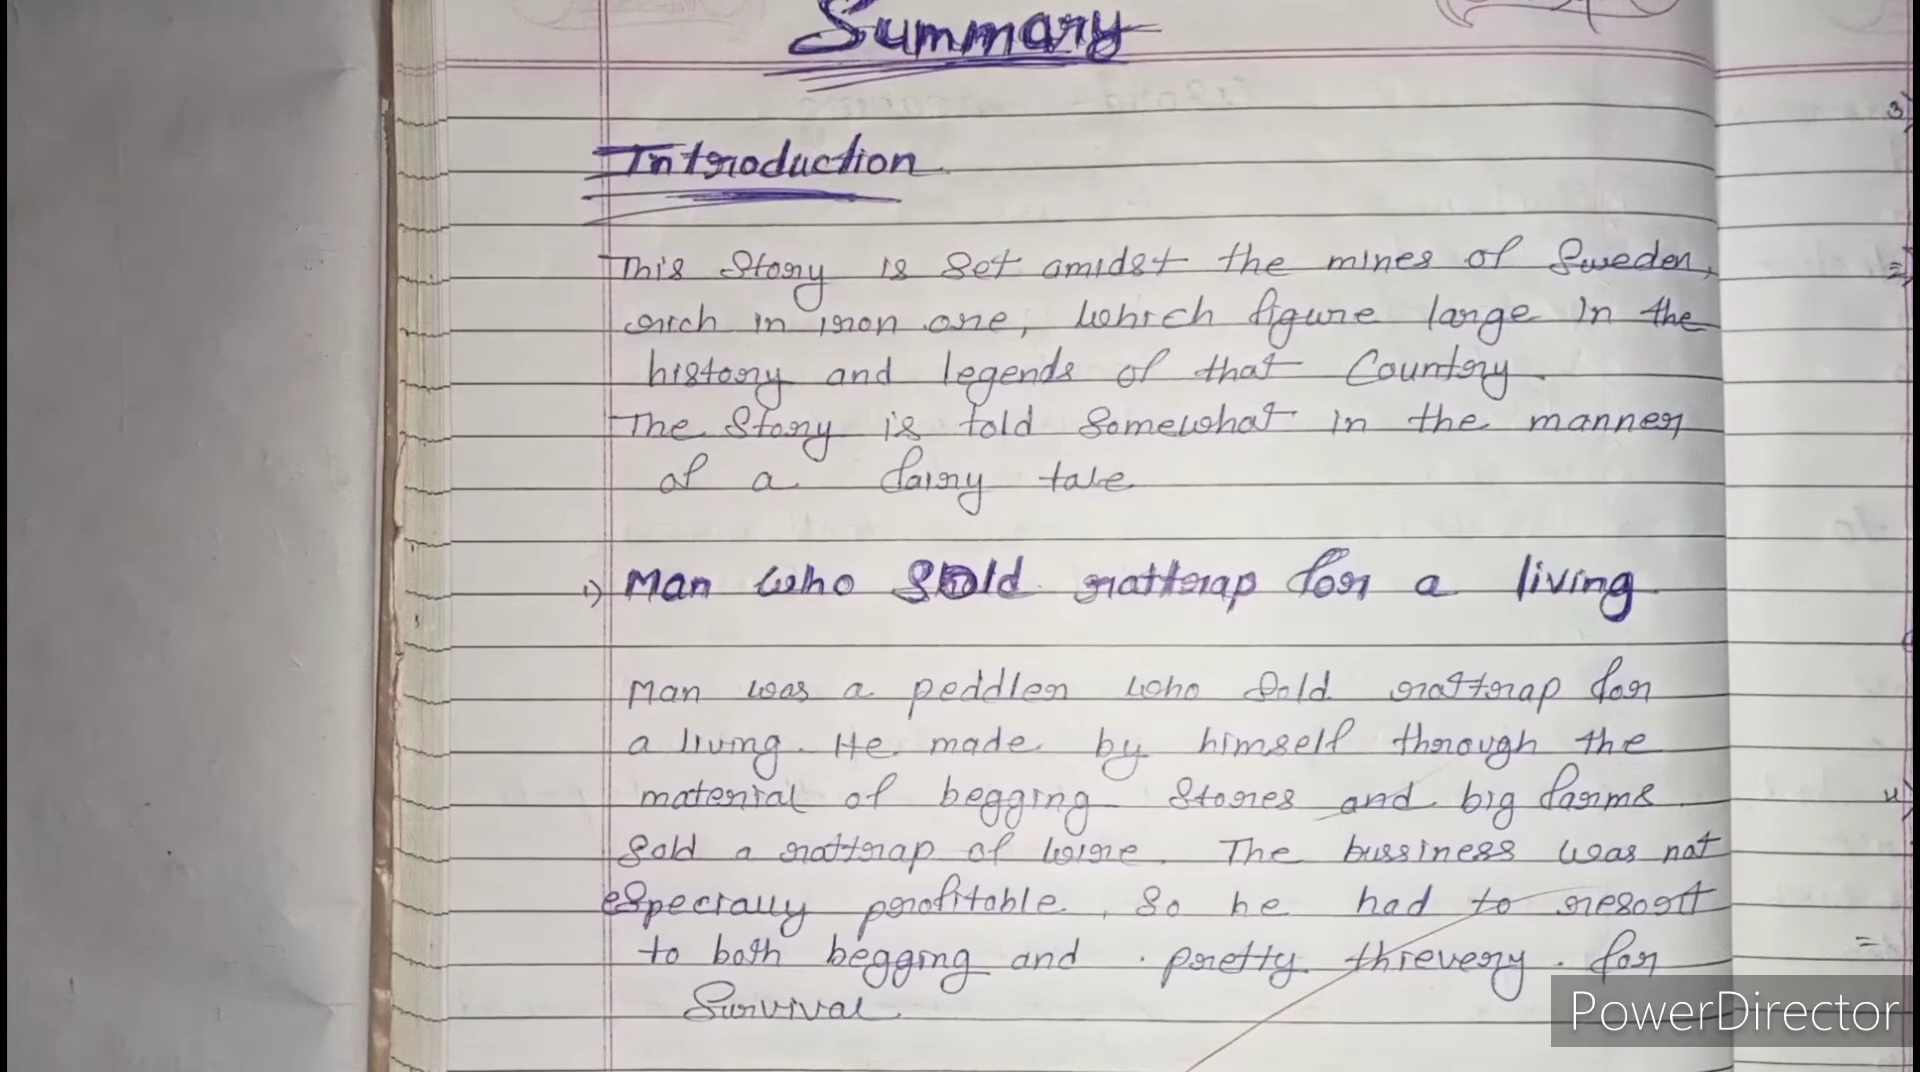 Summary
Introduction
This Story is set amidst the mines of Sweden,
rich in iron ore, which figure large in the
history and legends of that Country.
The Story is told somewhat in the manner
of a fairy tale
1) Man who sold rattrap for a living
Man was a peddler who sold rattrap for
a living. He made by himself through the
material of begging stores and big farms
sold a rattrap of wire. The bussiness was not
especially profitable, so he had to resort
to both begging and pretty thievery. for
Survival.
3)
=)
4)
=
PowerDirector